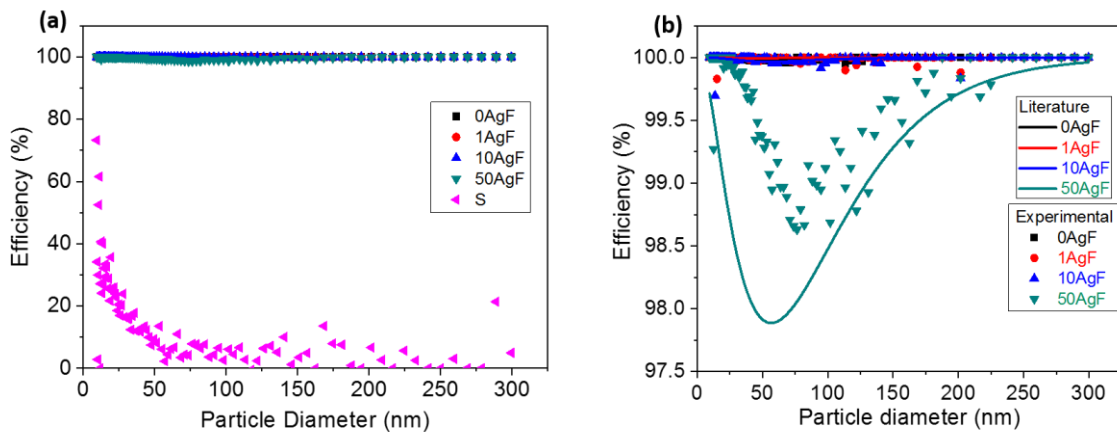 (a)
100
80
60
40
20
0
Efficiency (%)
0AgF
1AgF
10AgF
50AgF
S
0 50 100 150 200 250 300
Particle Diameter (nm)
(b)
100.0
99.5
99.0
98.5
98.0
97.5
Efficiency (%)
Literature
0AgF
1AgF
10AgF
50AgF
Experimental
0AgF
1AgF
10AgF
50AgF
0 50 100 150 200 250 300
Particle diameter (nm)